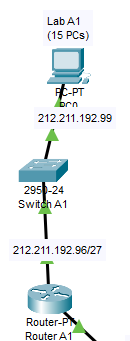 Lab A1
(15 PCs)
PC-PT
PC0
212.211.192.99
2950-24
Switch A1
212.211.192.96/27
Router-PT
Router A1